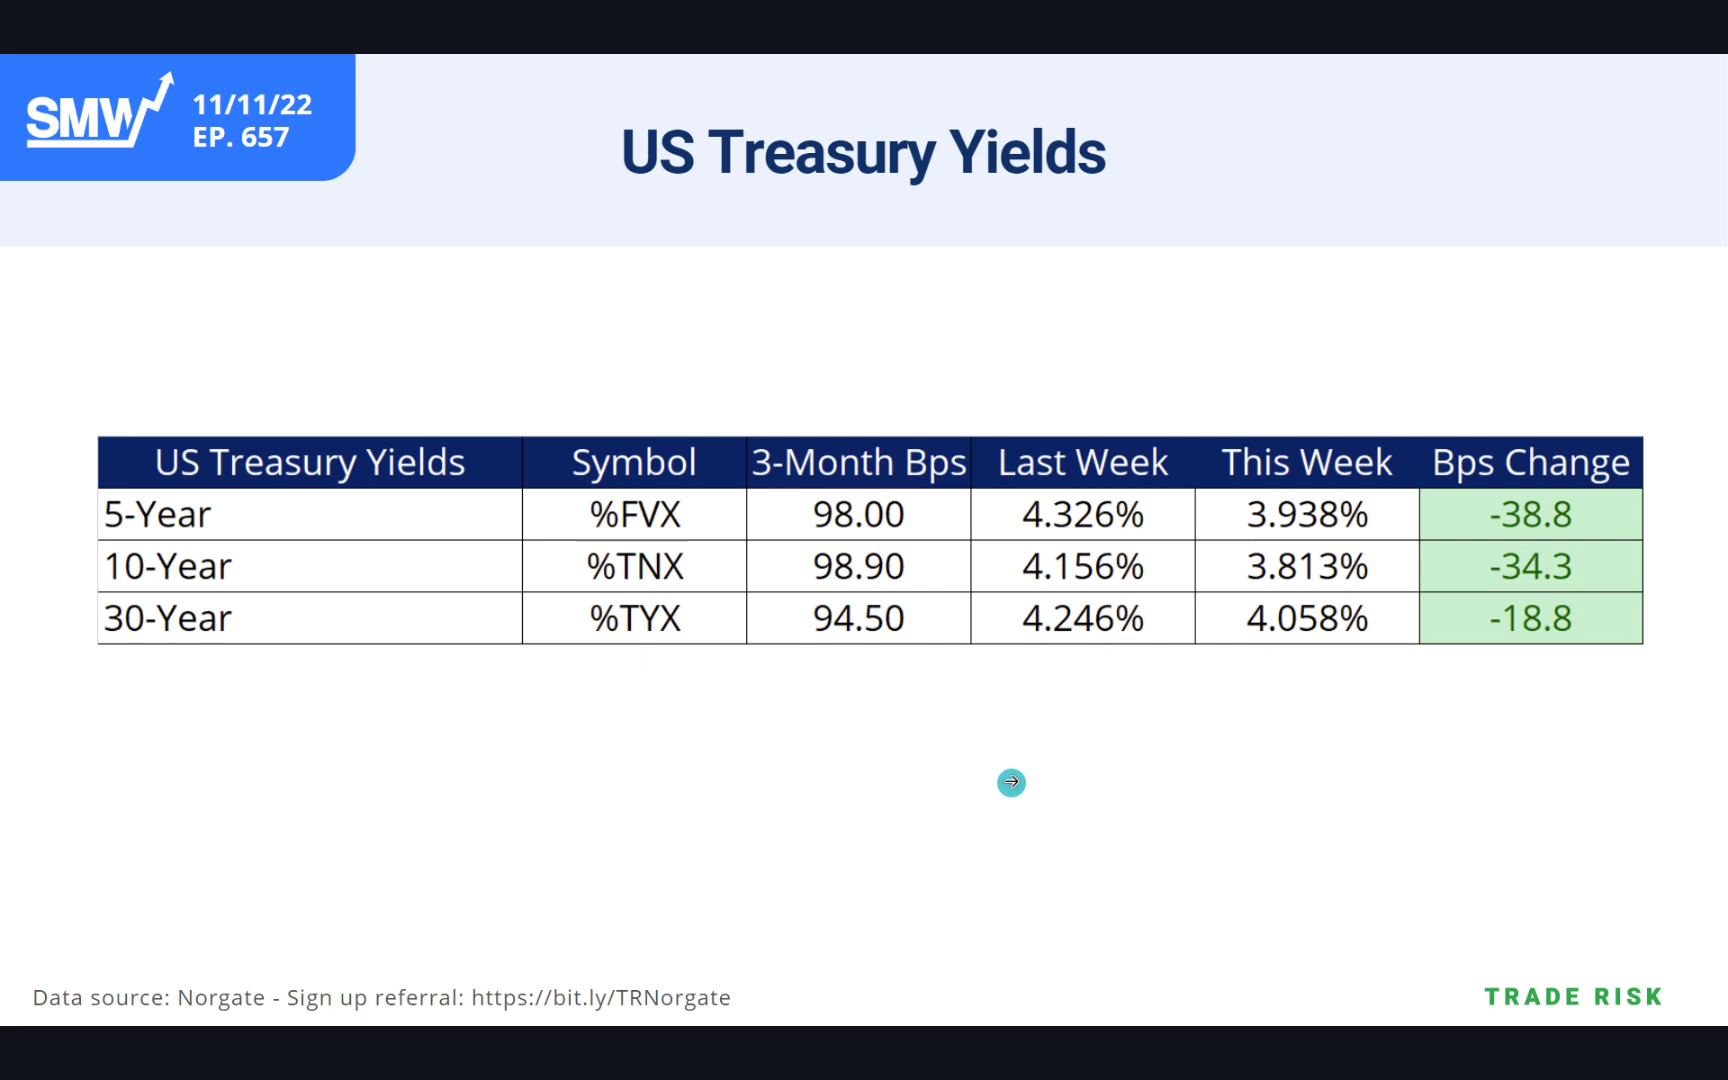 SMW
11/11/22
EP. 657
US Treasury Yields
US Treasury Yields Symbol 3-Month Bps Last Week This Week Bps Change
5-Year %FVX 98.00 4.326% 3.938% -38.8
10-Year %TNX 98.90 4.156% 3.813% -34.3
30-Year %TYX 94.50 4.246% 4.058% -18.8
Data source: Norgate - Sign up referral: https://bit.ly/TRNorgate
TRADE RISK